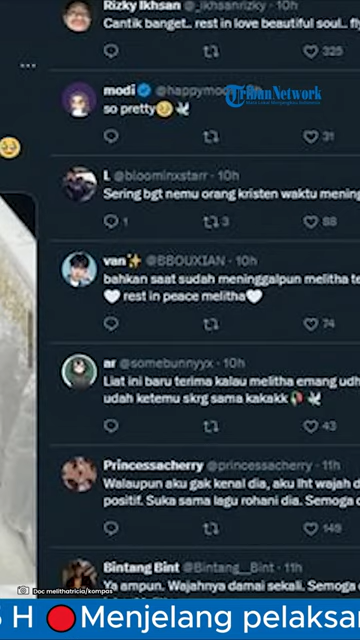 Rizky Ikhsan @_ikhsanrizky · 10h
Cantik banget.. rest in love beautiful soul.. fl
325
modi @happymo
TribunNetwork
so pretty🥹🕊
31
L @bloominxstarr · 10h
Sering bgt nemu orang kristen waktu mening
1 3 88
van✨ @BBOUXIAN · 10h
bahkan saat sudah meninggalpun melitha te
🤍 rest in peace melitha🤍
74
ar @somebunnyyx · 10h
Liat ini baru terima kalau melitha emang udh
udah ketemu skrg sama kakakk🥀🕊
43
Princessacherry @princessacherry · 11h
Walaupun aku gak kenal dia, aku lht wajah d
positif. Suka sama lagu rohani dia. Semoga
149
Bintang Bint @Bintang__Bint · 11h
Ya ampun. Wajahnya damai sekali. Semoga
Doc melithatricia/kompas
S H 🔴Menjelang pelaksa